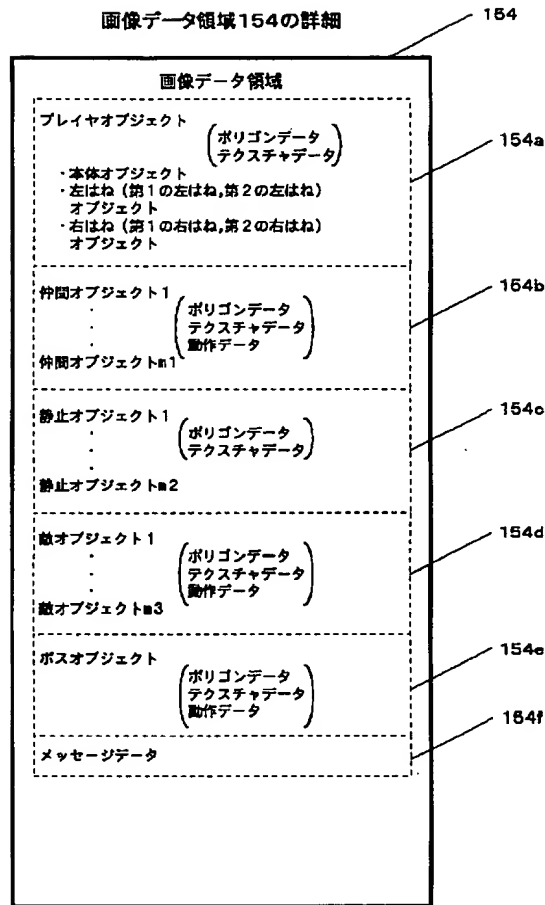 画像データ領域154の詳細
154
画像データ領域
プレイヤオブジェクト
ポリゴンデータ
テクスチャデータ
・本体オブジェクト
・左はね（第1の左はね,第2の左はね）
オブジェクト
・右はね（第1の右はね,第2の右はね）
オブジェクト
154a
仲間オブジェクト1
ポリゴンデータ
テクスチャデータ
動作データ
仲間オブジェクトm1
154b
静止オブジェクト1
ポリゴンデータ
テクスチャデータ
静止オブジェクトm2
154c
敵オブジェクト1
ポリゴンデータ
テクスチャデータ
動作データ
敵オブジェクトm3
154d
ボスオブジェクト
ポリゴンデータ
テクスチャデータ
動作データ
154e
メッセージデータ
154f